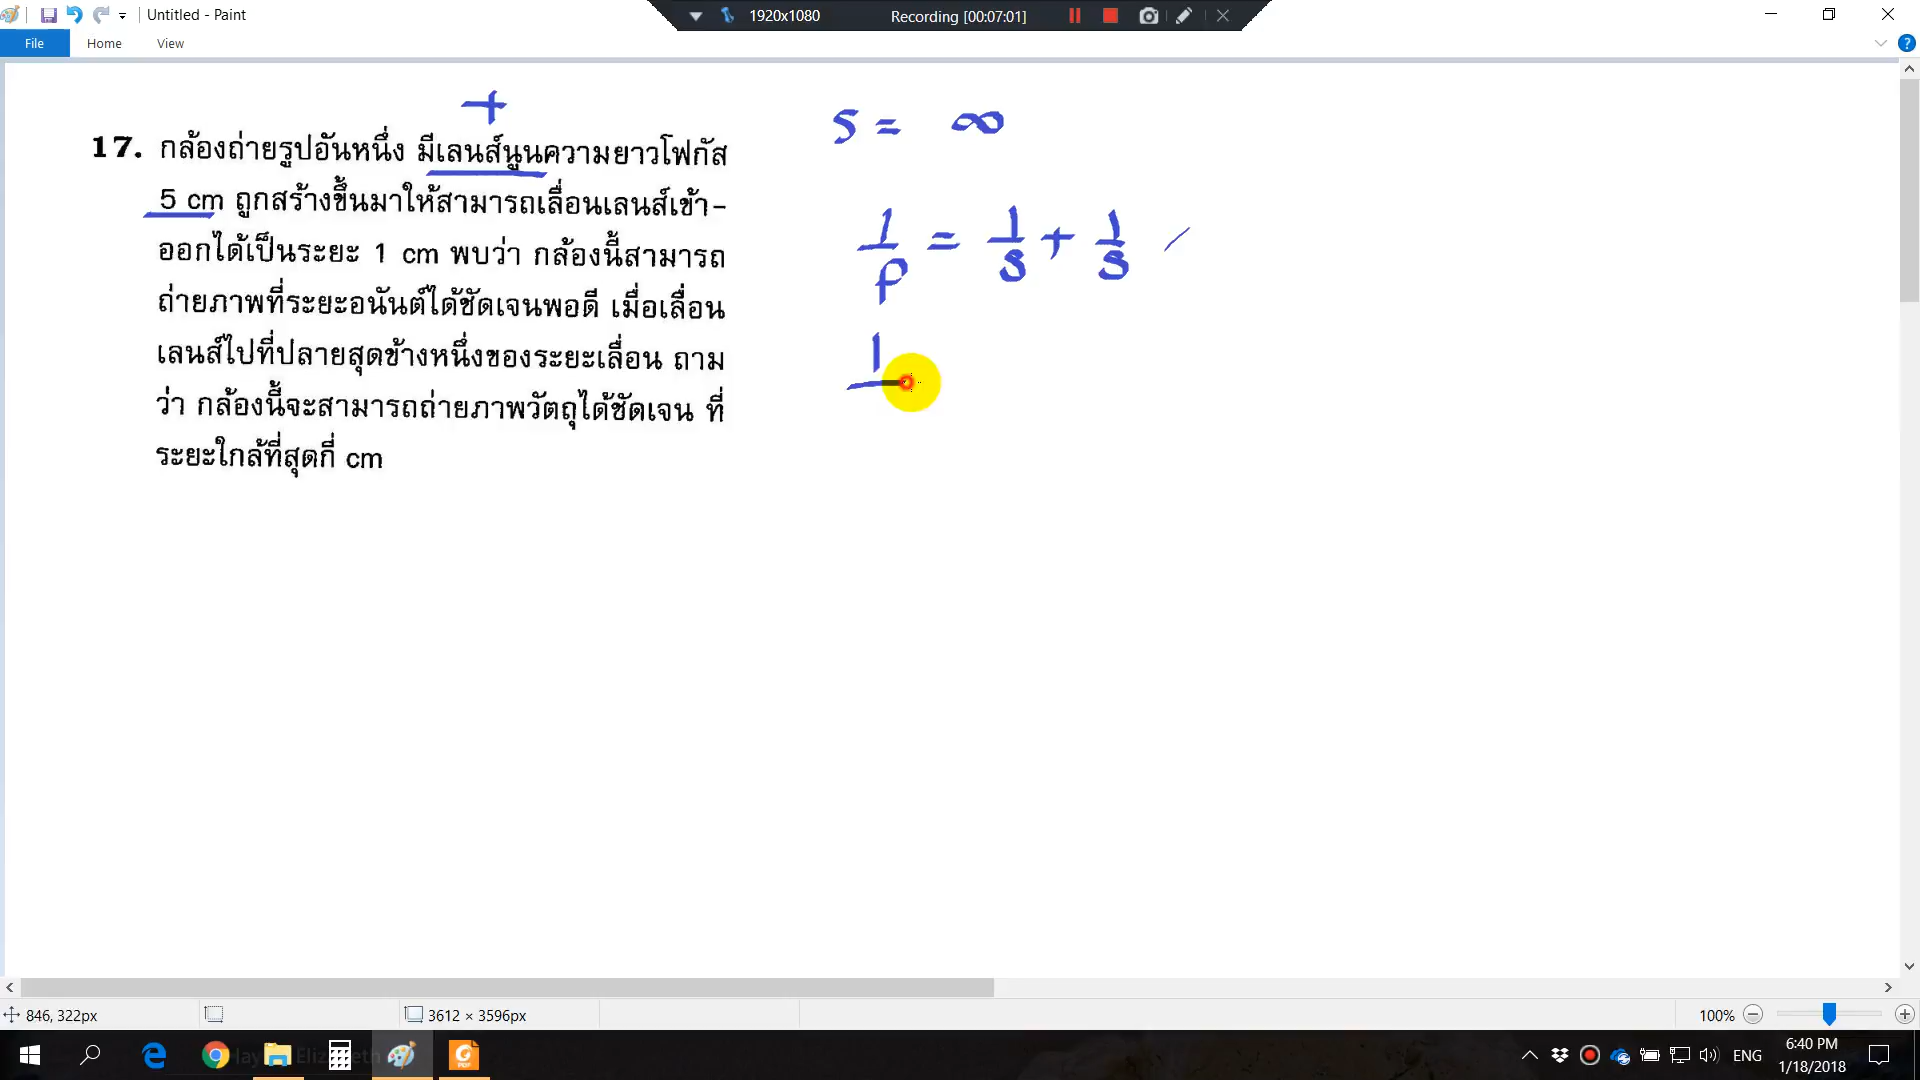 Untitled - Paint
1920x1080
Recording [00:07:01]
File Home View
+
17. กล้องถ่ายรูปอันหนึ่ง มีเลนส์นูนความยาวโฟกัส
5 cm ถูกสร้างขึ้นมาให้สามารถเลื่อนเลนส์เข้า-
ออกได้เป็นระยะ 1 cm พบว่า กล้องนี้สามารถ
ถ่ายภาพที่ระยะอนันต์ได้ชัดเจนพอดี เมื่อเลื่อน
เลนส์ไปที่ปลายสุดข้างหนึ่งของระยะเลื่อน ถาม
ว่า กล้องนี้จะสามารถถ่ายภาพวัตถุได้ชัดเจน ที่
ระยะใกล้ที่สุดกี่ cm
S = ∞
1/f = 1/s + 1/s ′
1
846, 322px
3612 × 3596px
100%
ENG
6:40 PM
1/18/2018